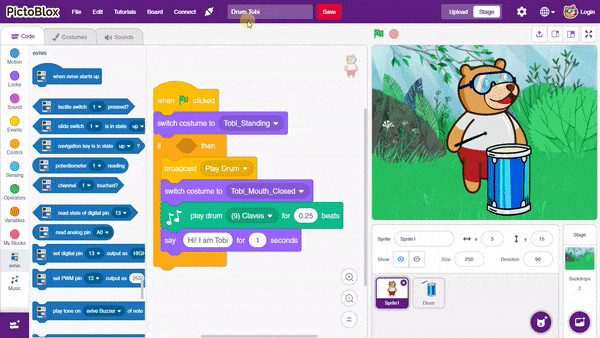 PictoBlox File Edit Tutorials Board Connect Drum Tobi Save Upload Stage Login
Code Costumes Sounds
Motion
Looks
Sound
Events
Control
Sensing
Operators
Variables
My Blocks
evive
Music
evive
when evive starts up
tactile switch 1 pressed?
slide switch 1 is in state up
navigation key is in state up ?
potentiometer 1 reading
channel 1 touched?
read state of digital pin 13
read analog pin A0
set digital pin 13 output as HIGH
set PWM pin 13 output as 255
play tone on evive Buzzer of note
when clicked
switch costume to Tobi_Standing
if then
broadcast Play Drum
switch costume to Tobi_Mouth_Closed
play drum (9) Claves for 0.25 beats
say Hi! I am Tobi for 1 seconds
Sprite Sprite1 x 5 y 15
Show Size 250 Direction 90
Sprite1
Drum
Stage
Backdrops
2